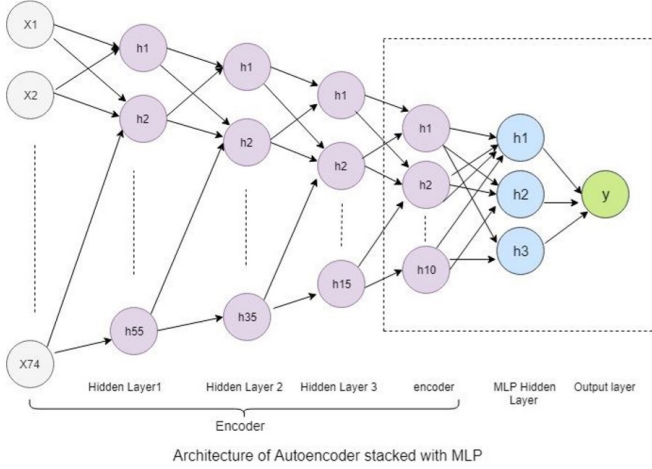 X1
X2
X74
h1
h2
h55
h1
h2
h35
h1
h2
h15
h1
h2
h10
h1
h2
h3
y
Hidden Layer1
Hidden Layer 2
Hidden Layer 3
encoder
MLP Hidden
Layer
Output layer
Encoder
Architecture of Autoencoder stacked with MLP